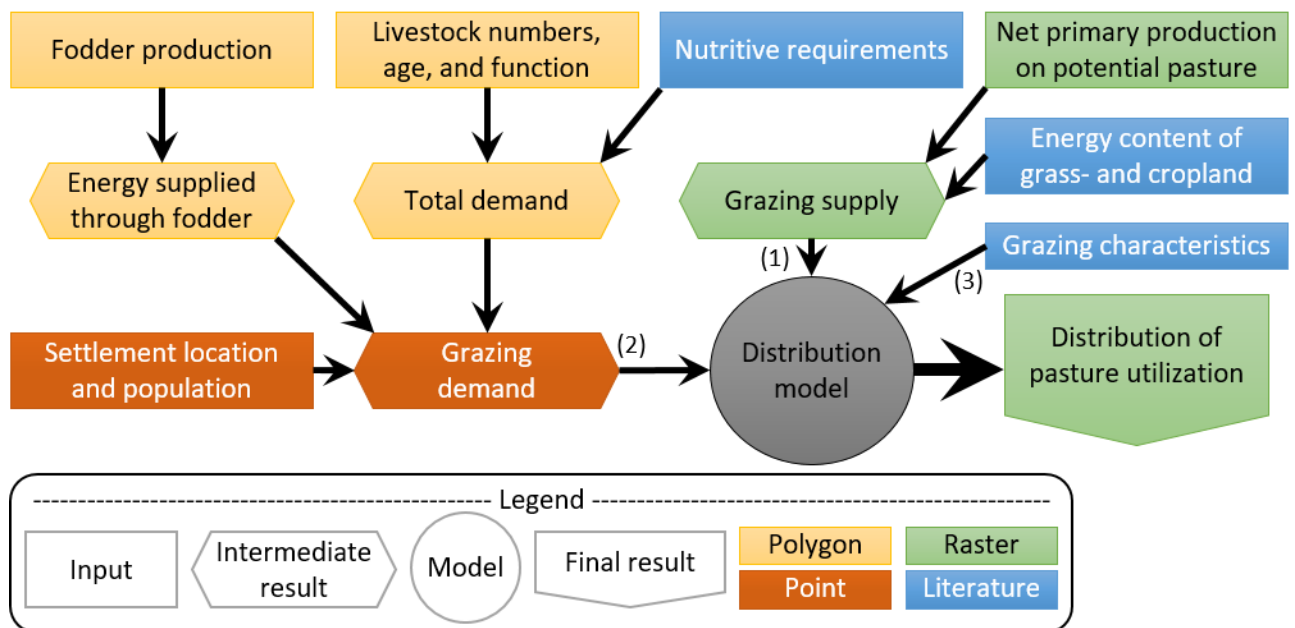 Fodder production
Livestock numbers,
age, and function
Nutritive requirements
Net primary production
on potential pasture
Energy content of
grass- and cropland
Energy supplied
through fodder
Total demand
Grazing supply
Grazing characteristics
(1)
(3)
Settlement location
and population
Grazing
demand
(2)
Distribution
model
Distribution of
pasture utilization
Legend
Input
Intermediate
result
Model
Final result
Polygon
Raster
Point
Literature